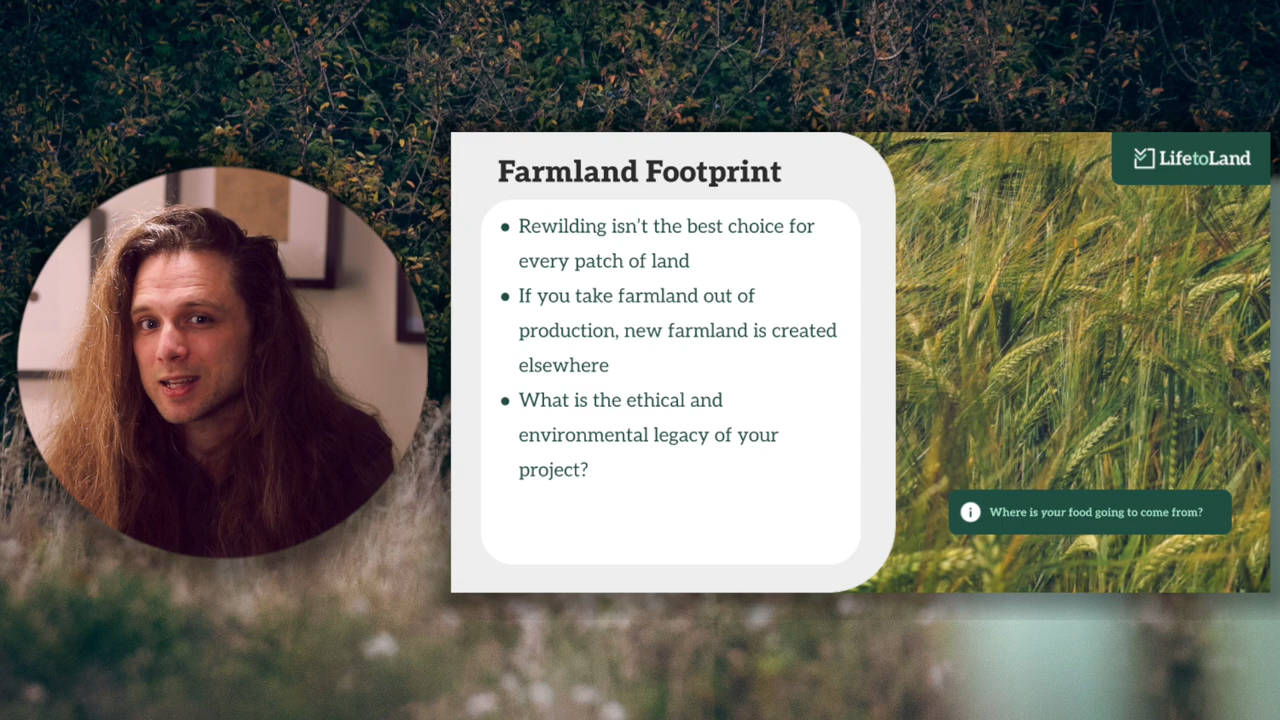 LifetoLand
Farmland Footprint
● Rewilding isn’t the best choice for
every patch of land
● If you take farmland out of
production, new farmland is created
elsewhere
● What is the ethical and
environmental legacy of your
project?
i Where is your food going to come from?